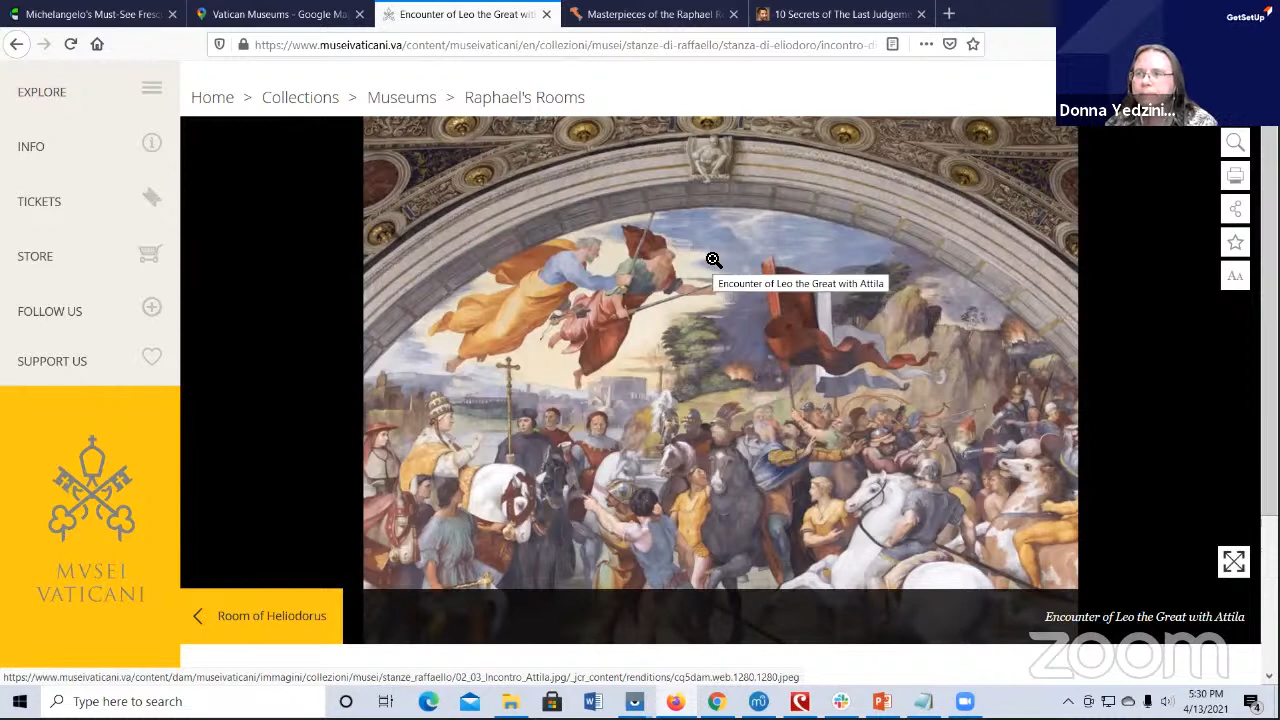 Michelangelo's Must-See Fresc
Vatican Museums - Google Ma
Encounter of Leo the Great with
Masterpieces of the Raphael Ro
10 Secrets of The Last Judgeme
GetSetUp
https://www.museivaticani.va/content/museivaticani/en/collezioni/musei/stanze-di-raffaello/stanza-di-eliodoro/incontro-d
Donna Yedzini...
Home > Collections > Museums > Raphael's Rooms
EXPLORE
INFO
TICKETS
STORE
FOLLOW US
SUPPORT US
AA
Encounter of Leo the Great with Attila
MVSEI
VATICANI
Room of Heliodorus
Encounter of Leo the Great with Attila
zoom
https://www.museivaticani.va/content/dam/museivaticani/immagini/collezioni/musei/stanze_raffaello/02_03_Incontro_Attila.jpg/_jcr_content/renditions/cq5dam.web.1280.1280.jpeg
Type here to search
5:30 PM
4/13/2021
4